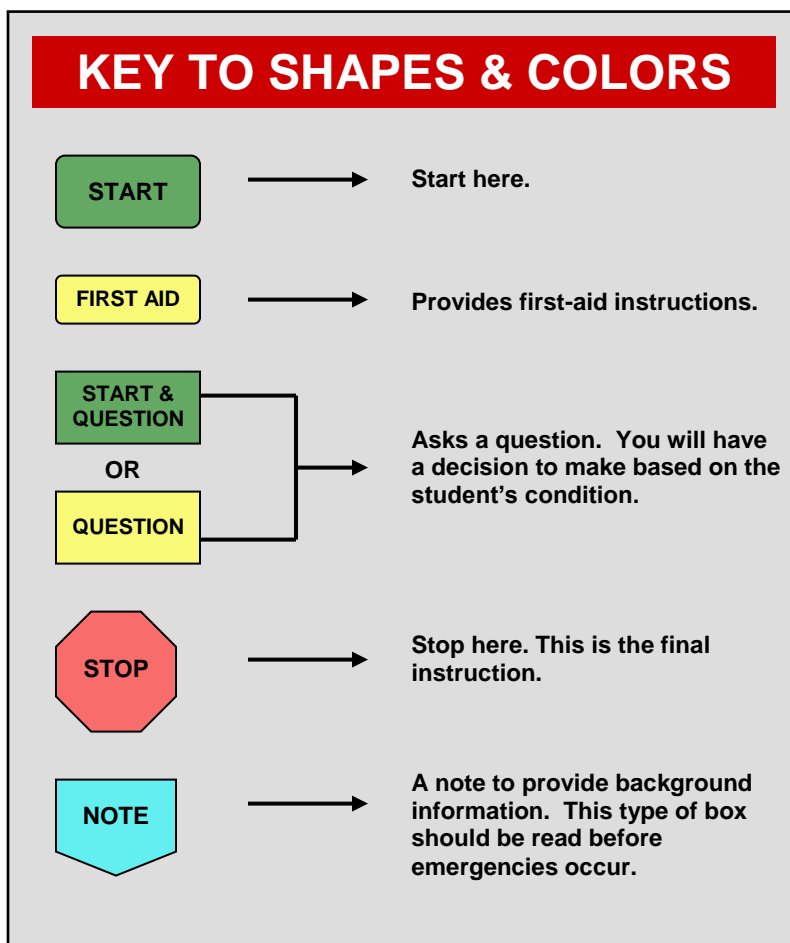 KEY TO SHAPES & COLORS
START
Start here.
FIRST AID
Provides first-aid instructions.
START &
QUESTION
OR
QUESTION
Asks a question.  You will have
a decision to make based on the
student’s condition.
STOP
Stop here. This is the final
instruction.
NOTE
A note to provide background
information.  This type of box
should be read before
emergencies occur.